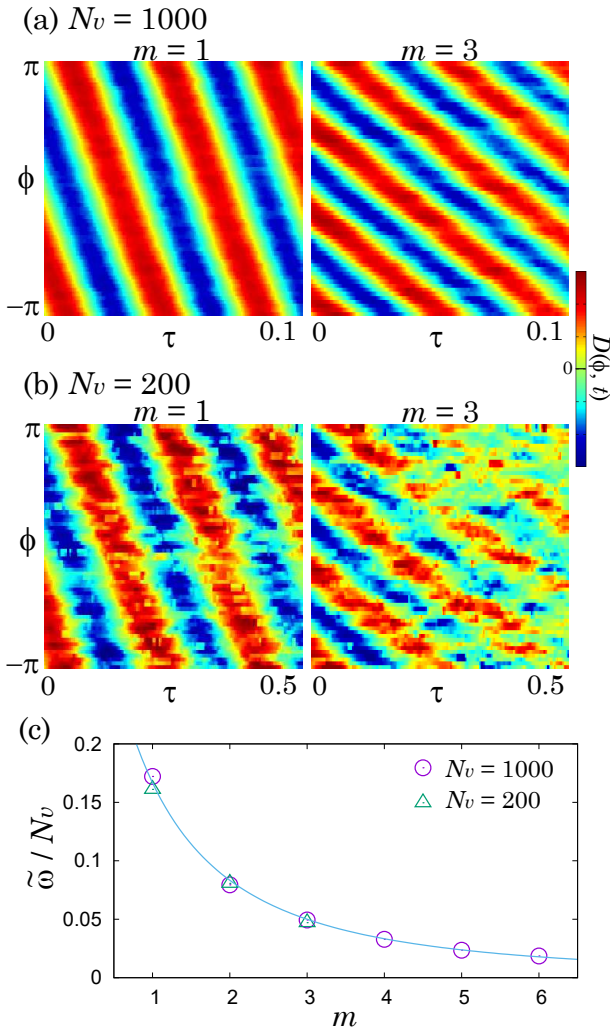 (a) Nv = 1000
m = 1 m = 3
π
ϕ
−π
0 τ 0.1 0 τ 0.1
D(ϕ, t)
0
(b) Nv = 200
m = 1 m = 3
π
ϕ
−π
0 τ 0.5 0 τ 0.5
(c)
0.2
0.15
0.1
0.05
0
ω̃ / Nv
Nv = 1000
Nv = 200
1 2 3 4 5 6
m